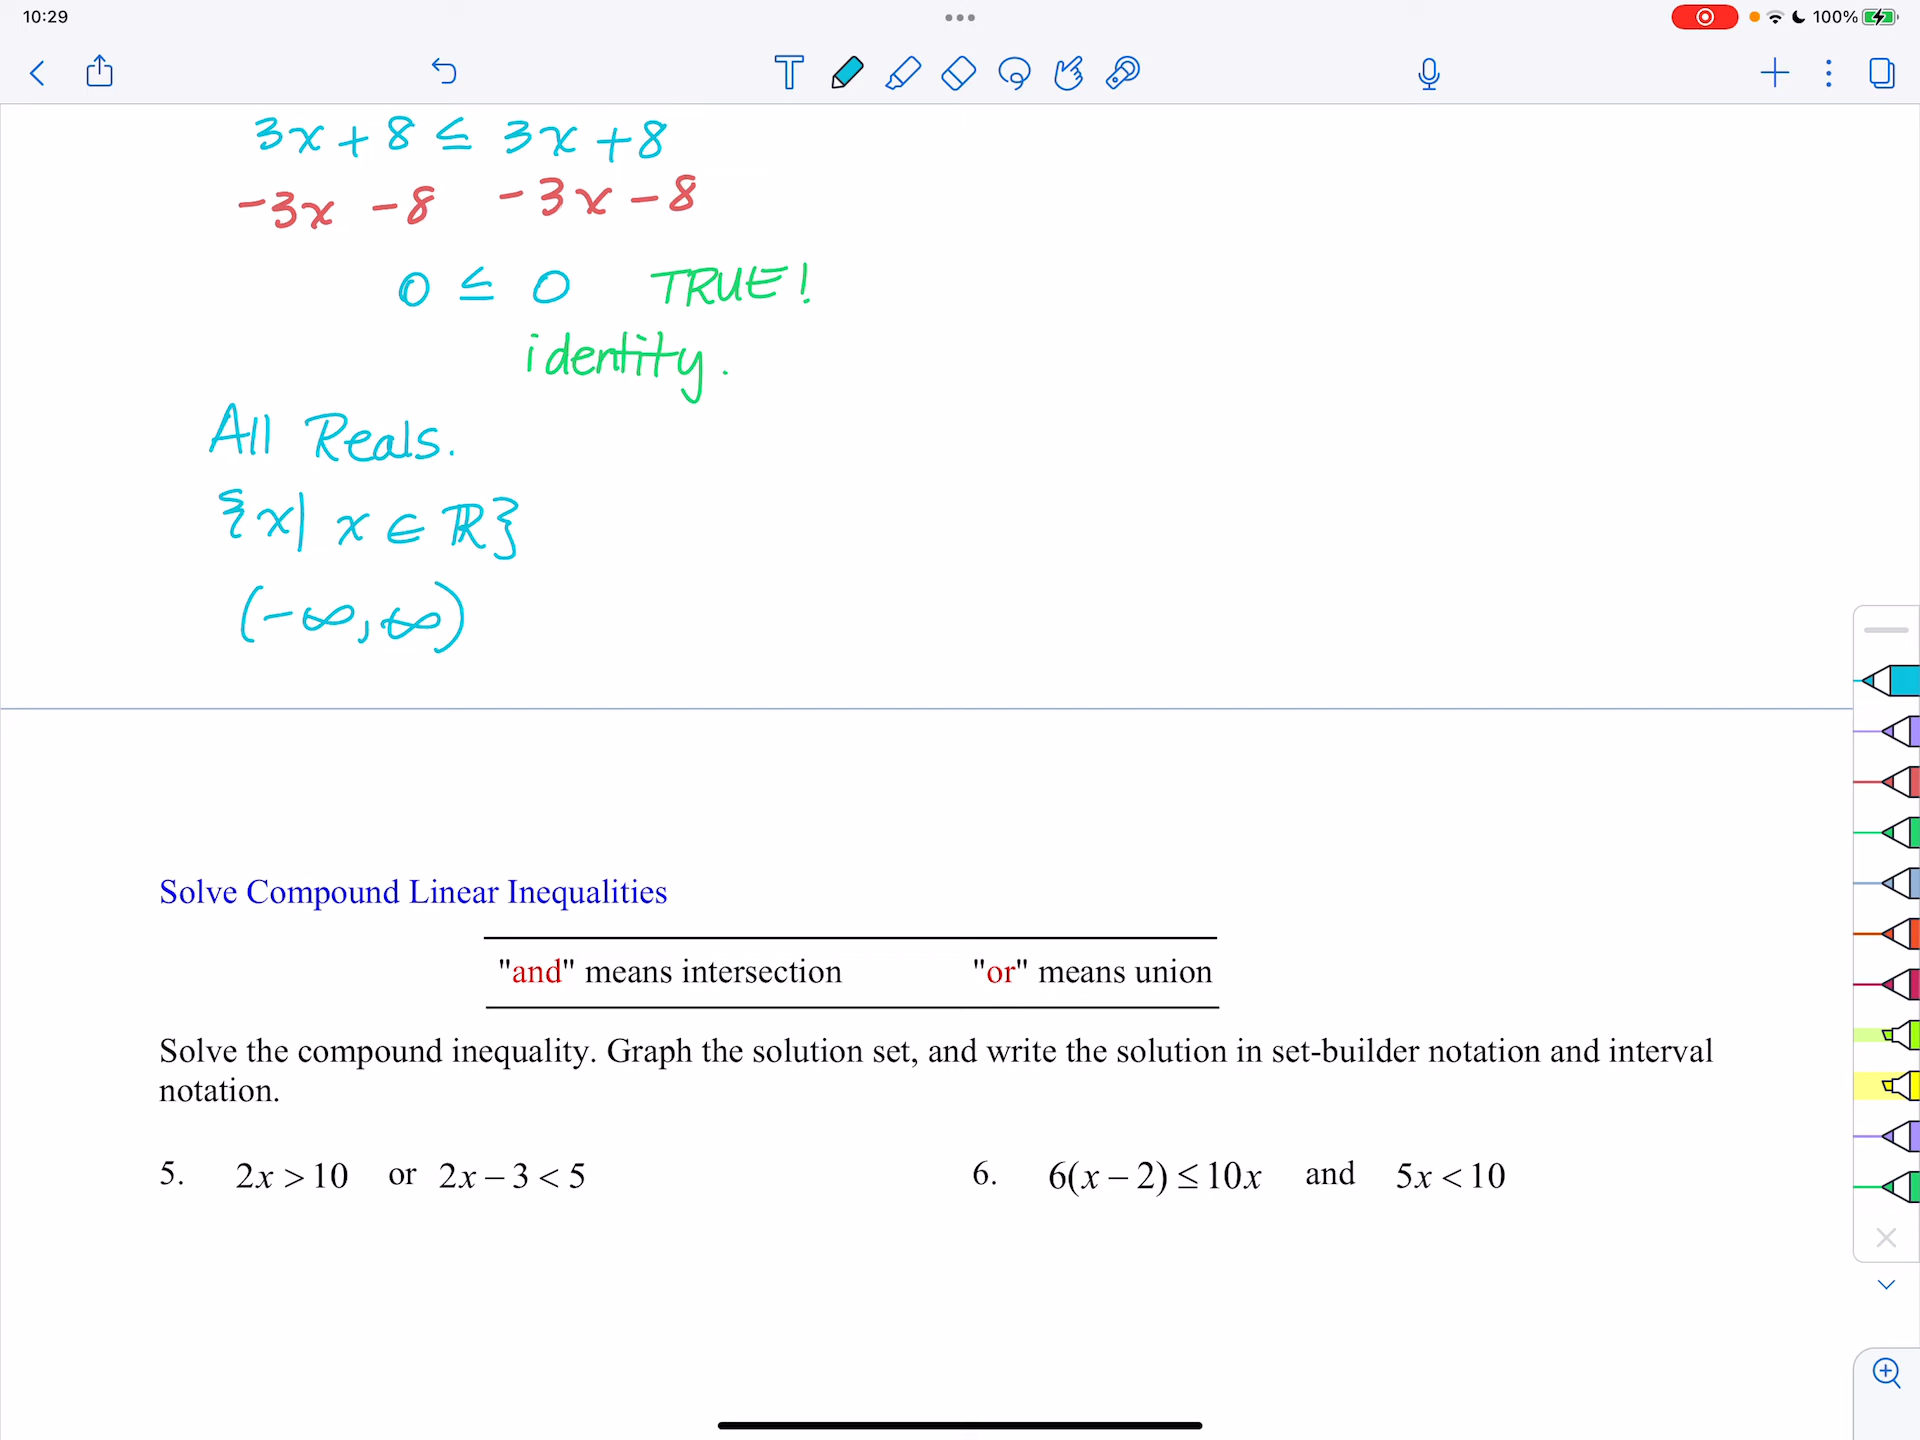 10:29
100%
3x + 8 ≤ 3x + 8
-3x - 8 -3x - 8
0 ≤ 0 TRUE!
identity.
All Reals.
{x| x ∈ ℝ}
(-∞, ∞)
Solve Compound Linear Inequalities
"and" means intersection "or" means union
Solve the compound inequality. Graph the solution set, and write the solution in set-builder notation and interval
notation.
5. 2x > 10 or 2x – 3 < 5
6. 6(x – 2) ≤ 10x and 5x < 10